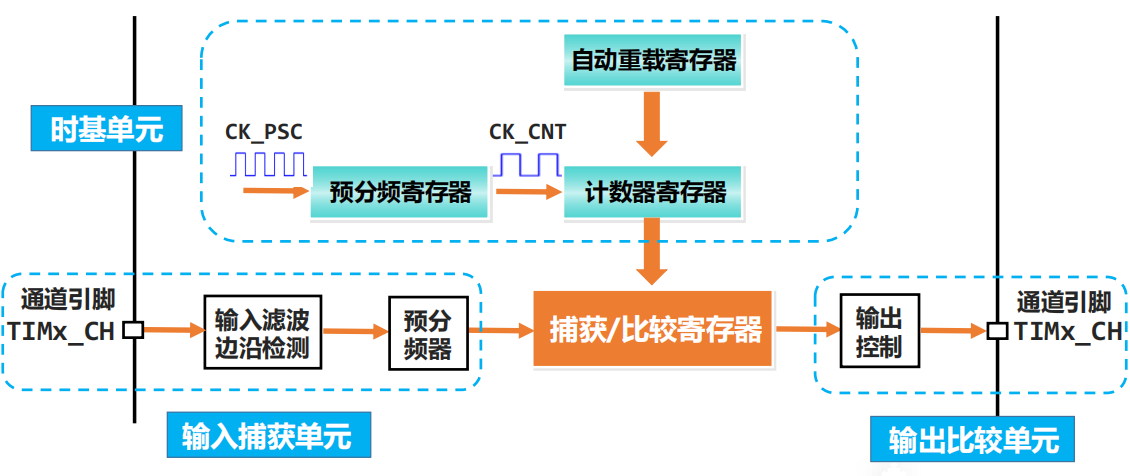 自动重载寄存器
时基单元
CK_PSC
CK_CNT
预分频寄存器
计数器寄存器
通道引脚
TIMx_CH
输入滤波
边沿检测
预分
频器
捕获/比较寄存器
输出
控制
通道引脚
TIMx_CH
输入捕获单元
输出比较单元